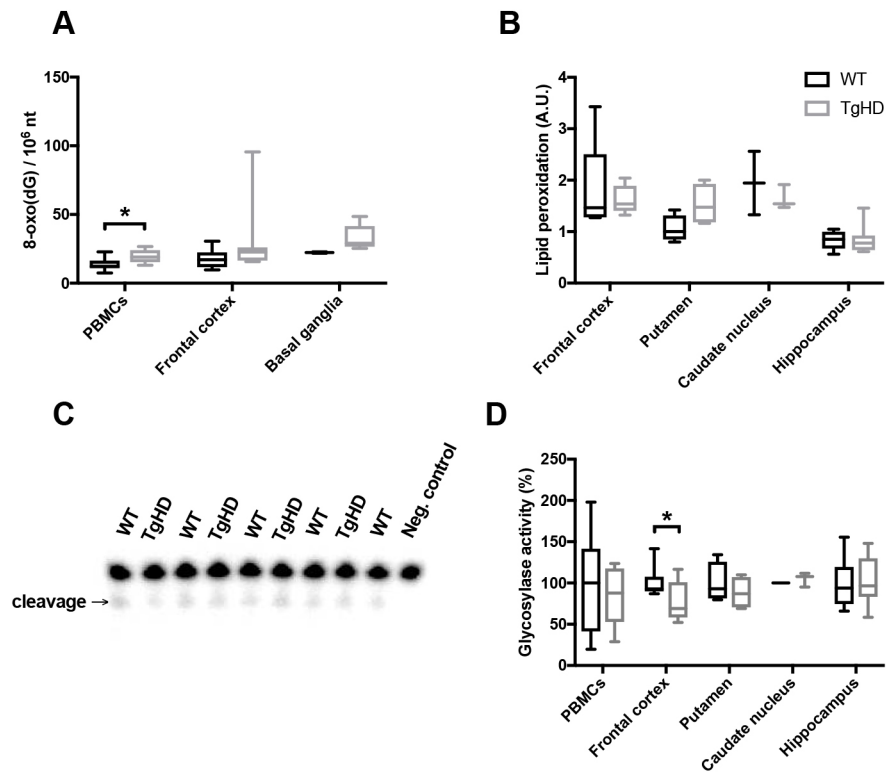 A
150
100
50
0
8-oxo(dG) / 10⁶ nt
*
PBMCs
Frontal cortex
Basal ganglia
B
4
3
2
1
0
Lipid peroxidation (A.U.)
WT
TgHD
Frontal cortex
Putamen
Caudate nucleus
Hippocampus
C
WT
TgHD
WT
TgHD
WT
TgHD
WT
TgHD
WT
Neg. control
cleavage →
D
250
200
150
100
50
0
Glycosylase activity (%)
*
PBMCs
Frontal cortex
Putamen
Caudate nucleus
Hippocampus